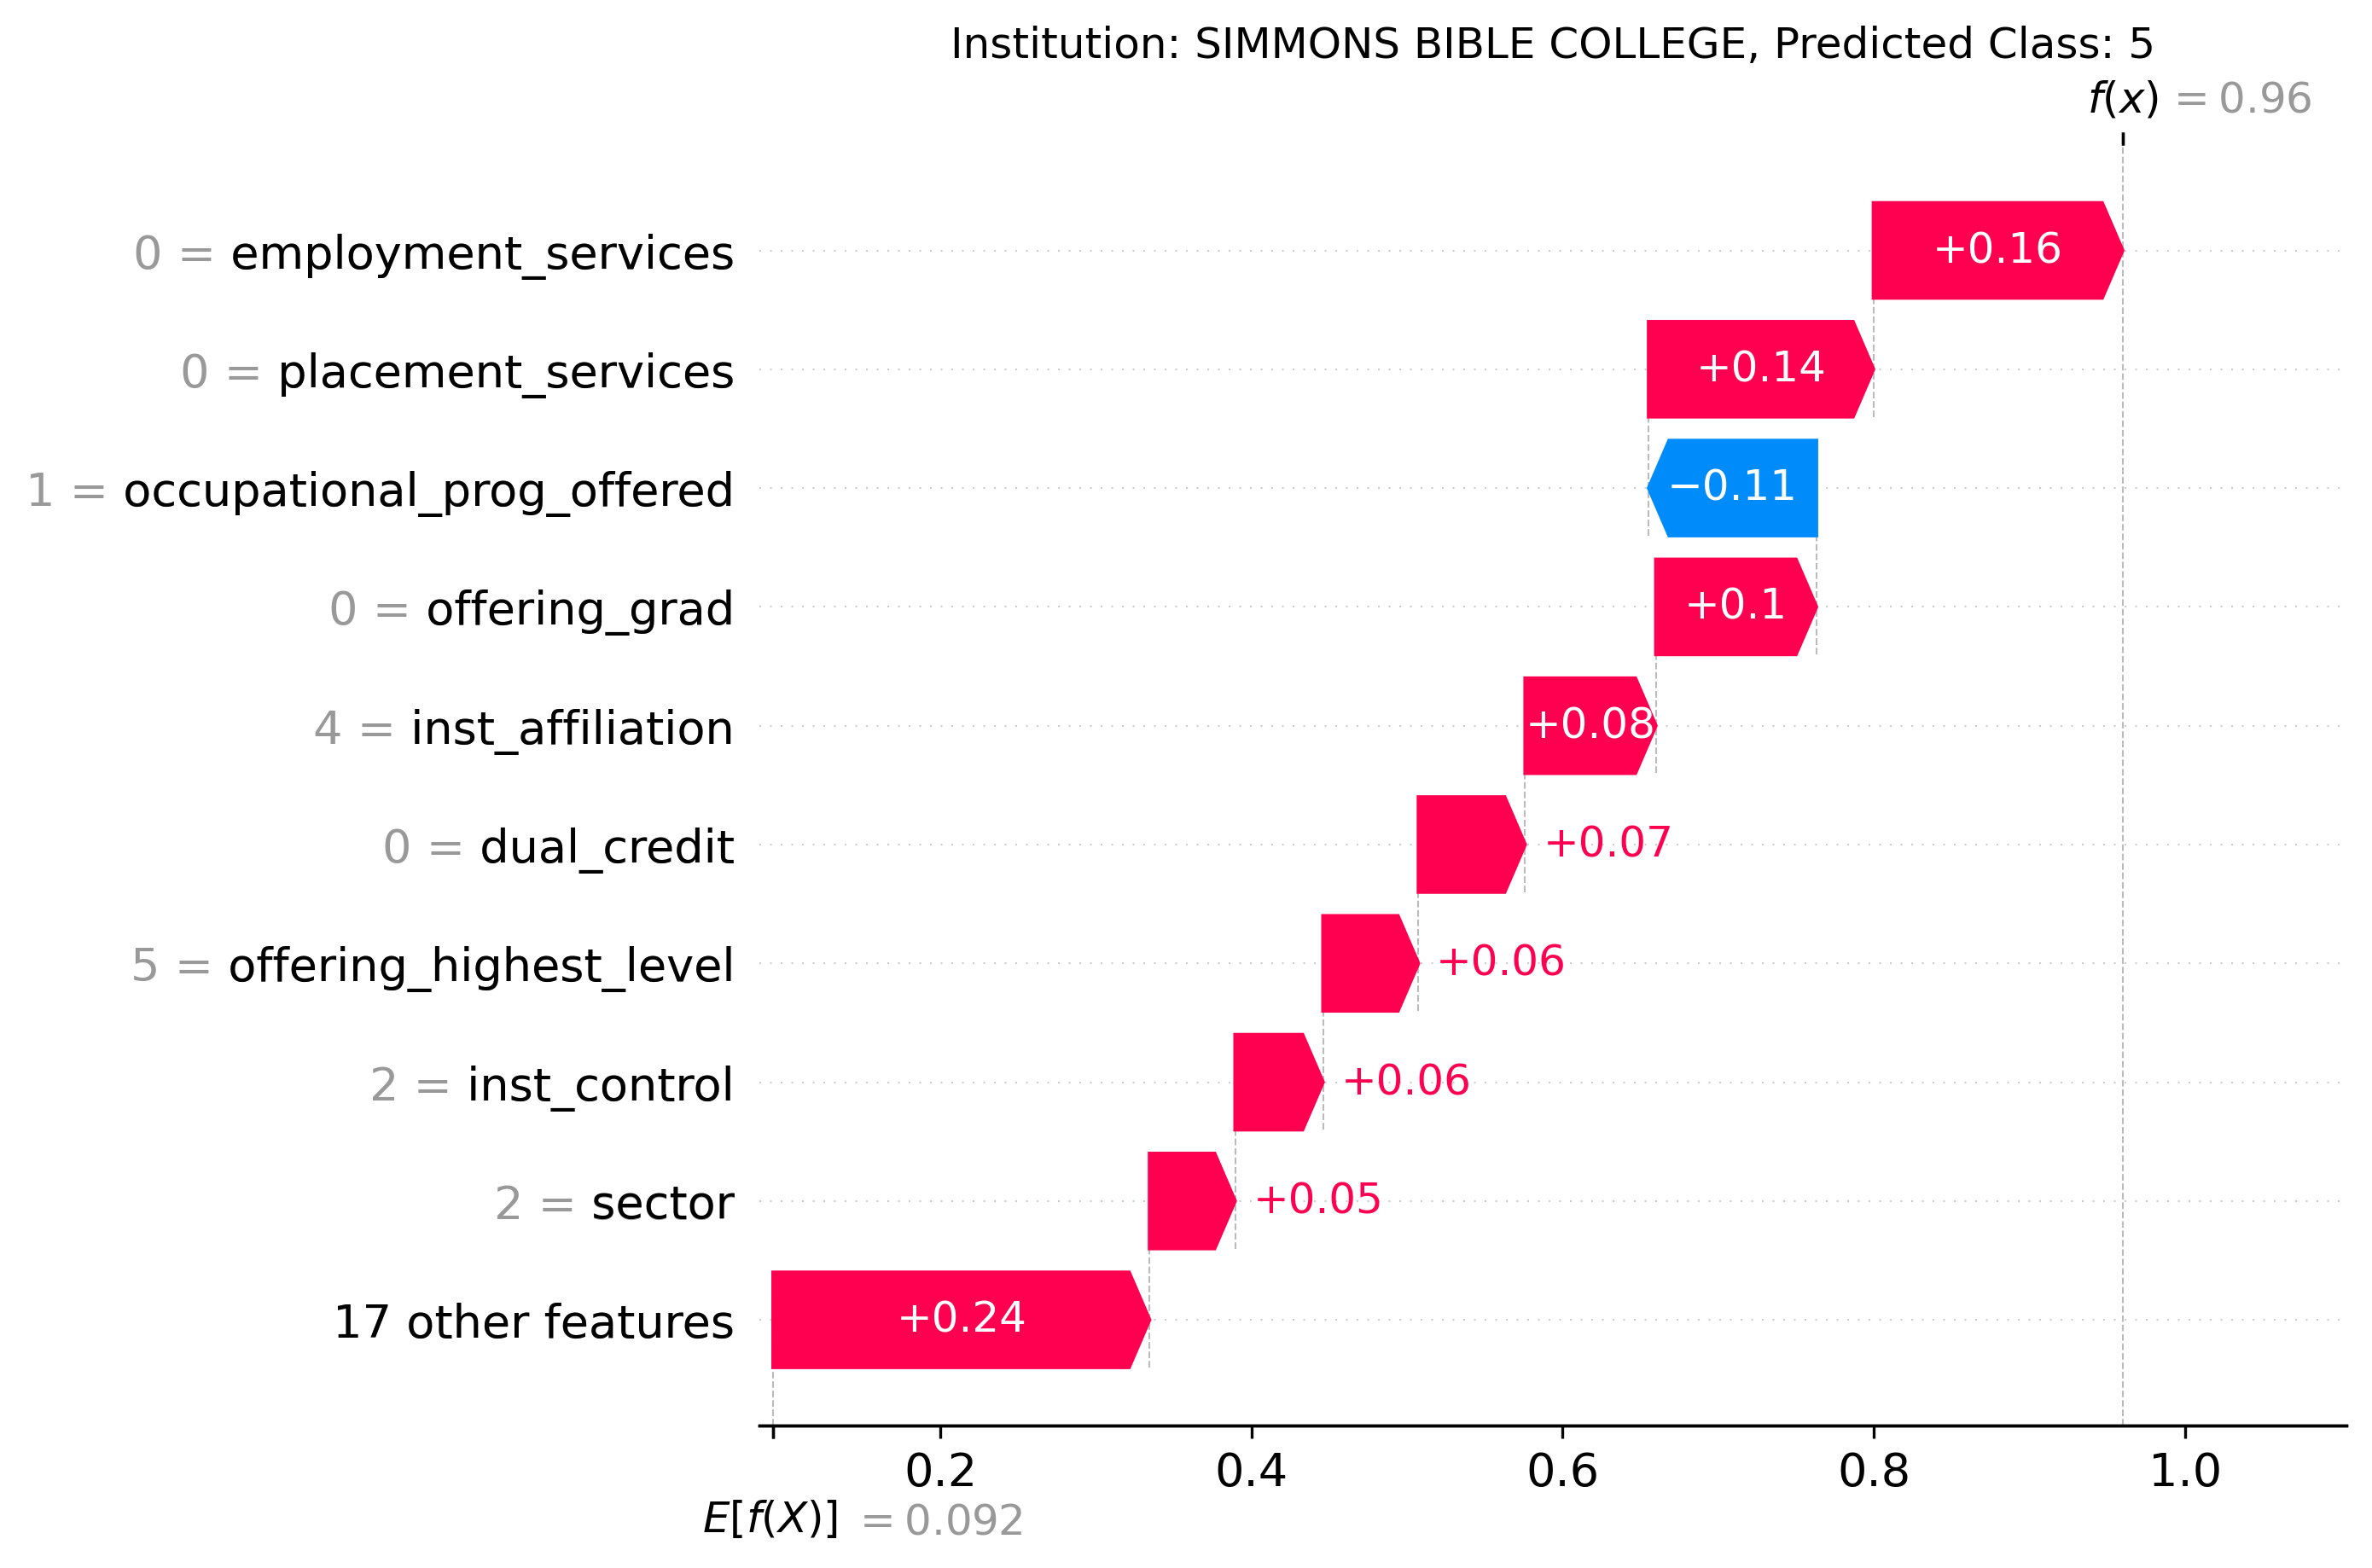 Institution: SIMMONS BIBLE COLLEGE, Predicted Class: 5
f(x) = 0.96
0 = employment_services +0.16
0 = placement_services +0.14
1 = occupational_prog_offered −0.11
0 = offering_grad +0.1
4 = inst_affiliation +0.08
0 = dual_credit +0.07
5 = offering_highest_level +0.06
2 = inst_control +0.06
2 = sector +0.05
17 other features +0.24
0.2 0.4 0.6 0.8 1.0
E[f(X)] = 0.092